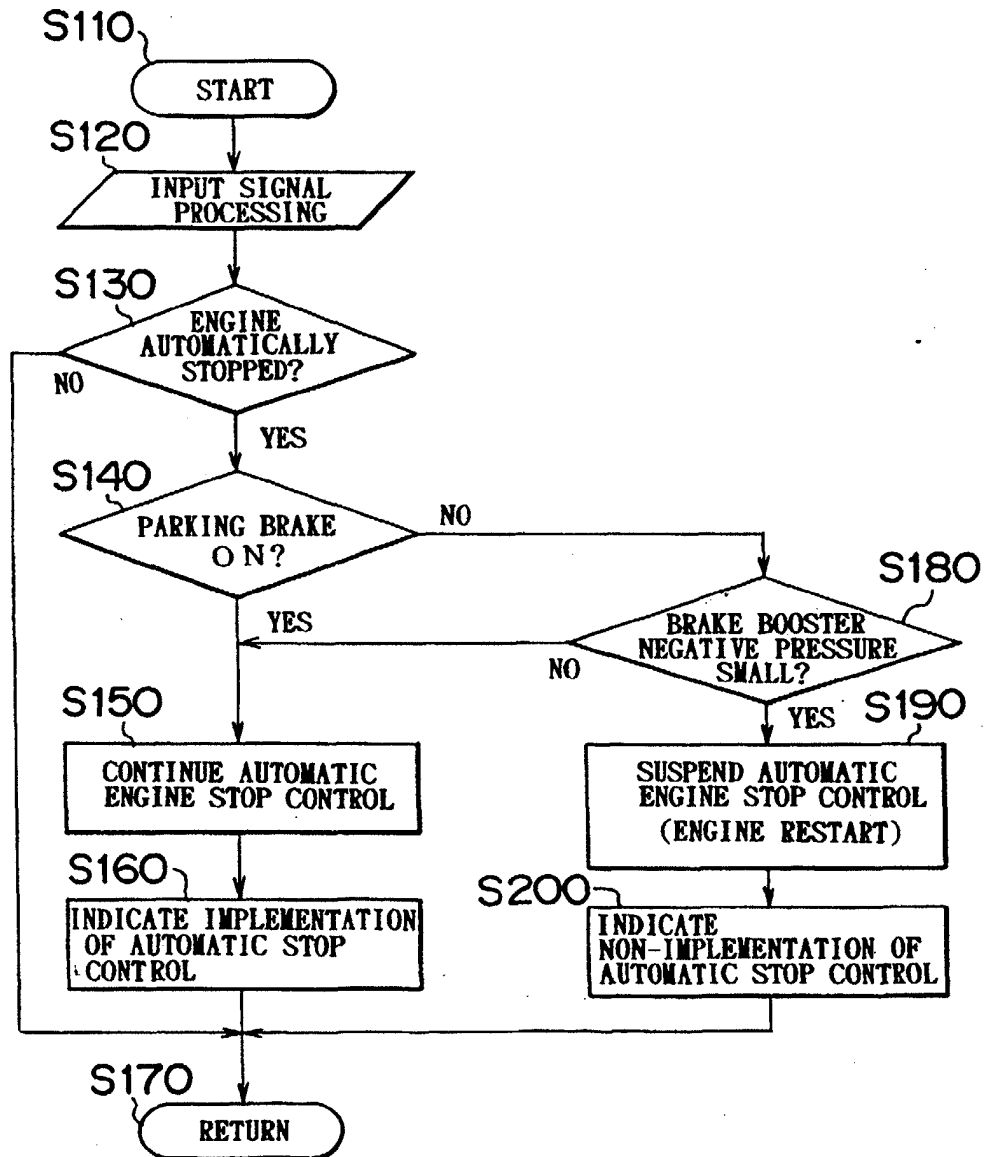 S110
START
S120
INPUT SIGNAL
PROCESSING
S130
ENGINE
AUTOMATICALLY
STOPPED?
NO
YES
S140
PARKING BRAKE
ON?
NO
YES
S180
BRAKE BOOSTER
NEGATIVE PRESSURE
SMALL?
NO
YES
S150
CONTINUE AUTOMATIC
ENGINE STOP CONTROL
S190
SUSPEND AUTOMATIC
ENGINE STOP CONTROL
(ENGINE RESTART)
S160
INDICATE IMPLEMENTATION
OF AUTOMATIC STOP
CONTROL
S200
INDICATE
NON-IMPLEMENTATION OF
AUTOMATIC STOP CONTROL
S170
RETURN